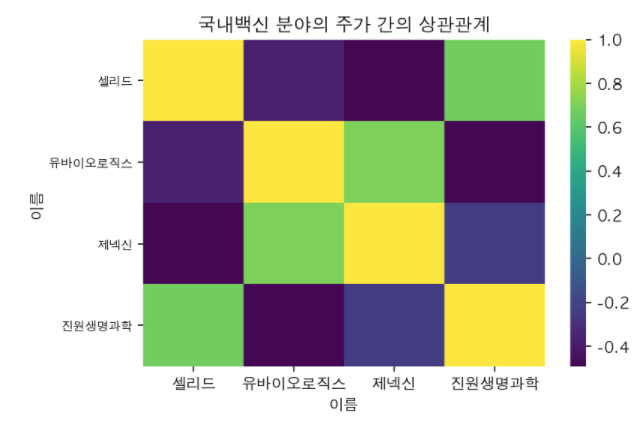 국내백신 분야의 주가 간의 상관관계
셀리드
유바이오로직스
제넥신
진원생명과학
이름
셀리드
유바이오로직스
제넥신
진원생명과학
이름
1.0
0.8
0.6
0.4
0.2
0.0
-0.2
-0.4